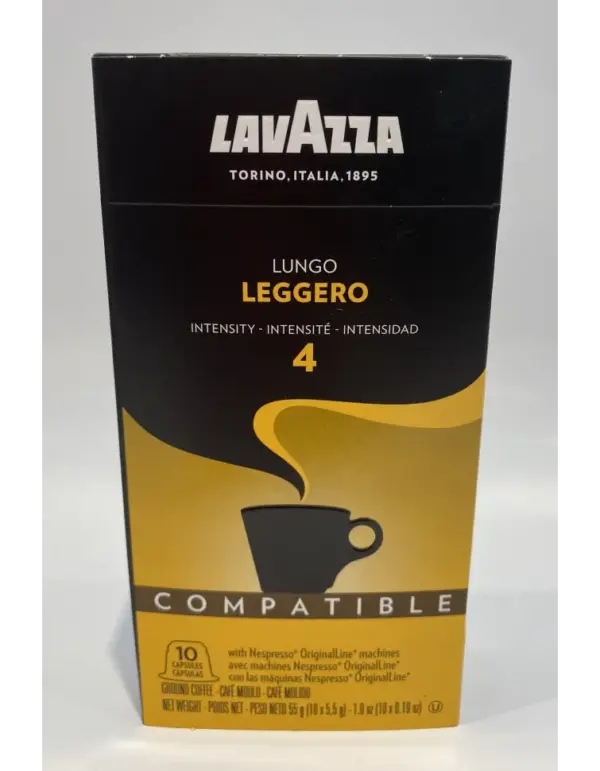 LAVAZZA
TORINO, ITALIA, 1895
LUNGO
LEGGERO
INTENSITY - INTENSITÉ - INTENSIDAD
4
COMPATIBLE
10
CAPSULES
CÁPSULAS
with Nespresso* OriginalLine* machines
avec machines Nespresso* OriginalLine*
con las máquinas Nespresso* OriginalLine*
GROUND COFFEE - CAFÉ MOULU - CAFÉ MOLIDO
NET WEIGHT - POIDS NET - PESO NETO 55 g (10 x 5,5 g) - 1.9 oz (10 x 0.19 oz)
U